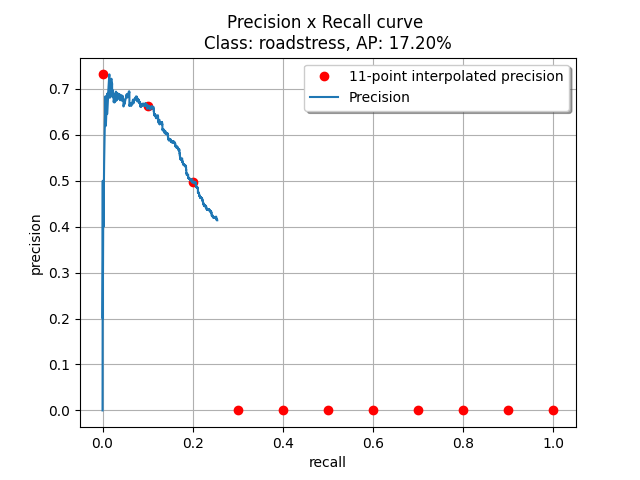 Precision x Recall curve
Class: roadstress, AP: 17.20%
11-point interpolated precision
Precision
0.7
0.6
0.5
0.4
0.3
0.2
0.1
0.0
precision
0.0 0.2 0.4 0.6 0.8 1.0
recall